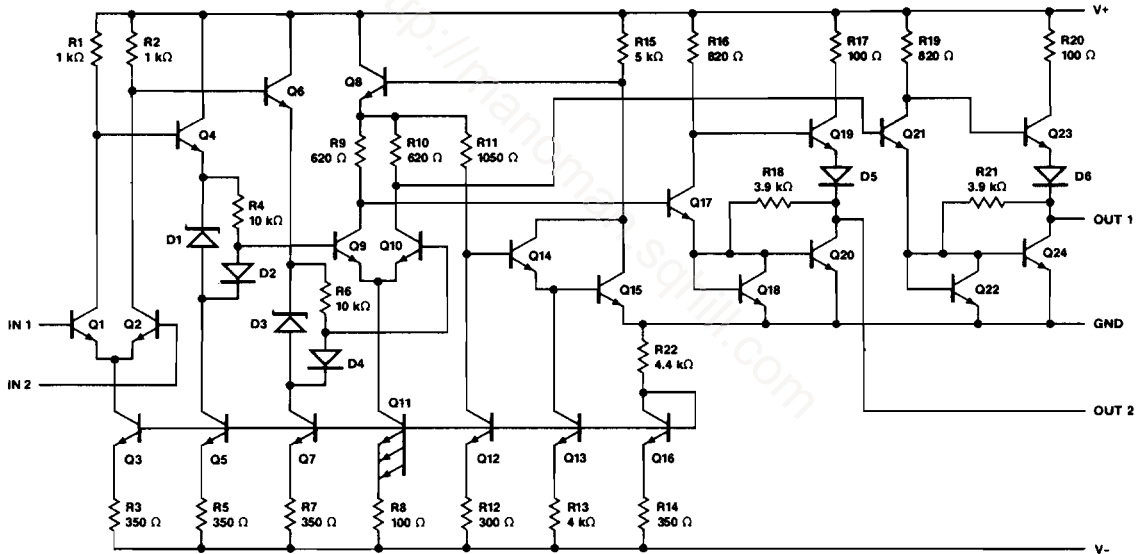 V+
R1
1 kΩ
R2
1 kΩ
R15
5 kΩ
R16
820 Ω
R17
100 Ω
R19
820 Ω
R20
100 Ω
Q8
Q6
Q4
R9
620 Ω
R10
620 Ω
R11
1050 Ω
Q19
Q21
Q23
D5
R18
3.9 kΩ
R21
3.9 kΩ
D6
R4
10 kΩ
Q17
OUT 1
D1
D2
Q9
Q10
Q14
Q20
Q24
R6
10 kΩ
Q15
Q18
Q22
IN 1
Q1
Q2
D3
GND
D4
R22
4.4 kΩ
IN 2
Q11
OUT 2
Q3
Q5
Q7
Q12
Q13
Q16
R3
350 Ω
R5
350 Ω
R7
350 Ω
R8
100 Ω
R12
300 Ω
R13
4 kΩ
R14
350 Ω
V-